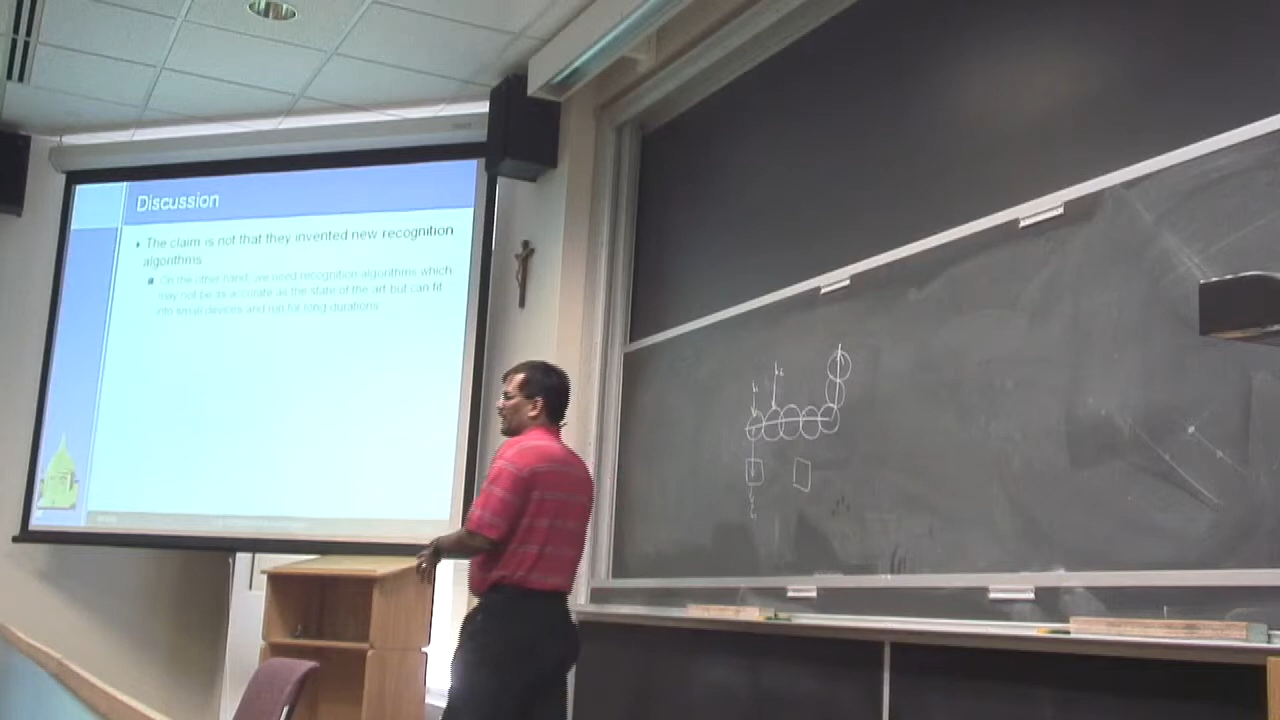 Discussion
The claim is not that they invented new recognition
algorithms
On the other hand, are need recognition algorithms which
may not be as accurate as the state of the art but can fit
into small devices and run for long durations